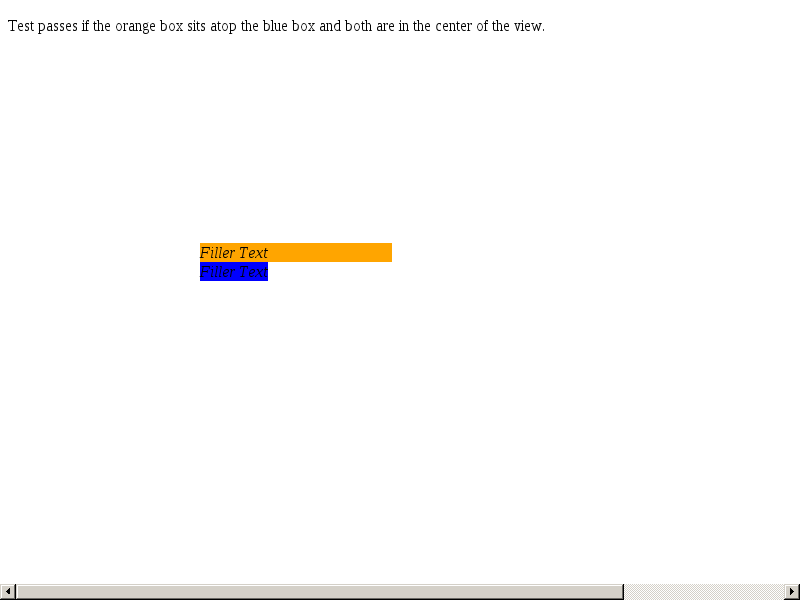 Test passes if the orange box sits atop the blue box and both are in the center of the view.
Filler Text
Filler Text